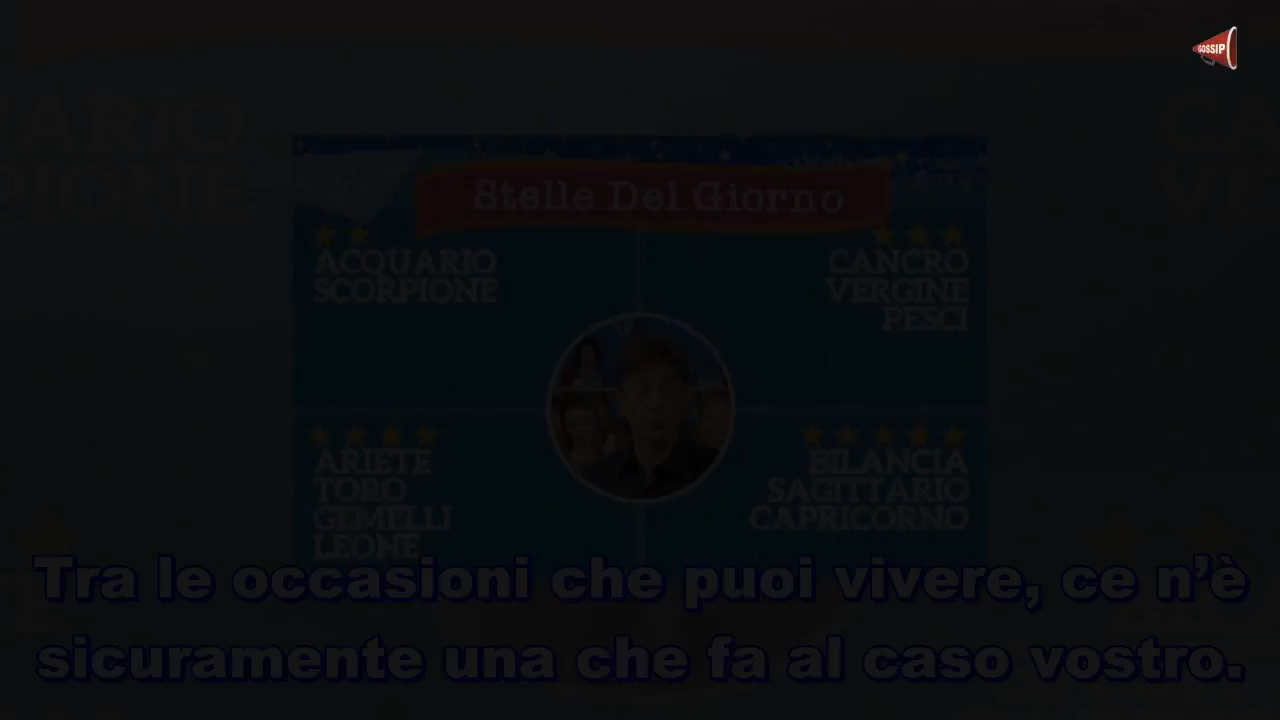 GOSSIP
Stelle Del Giorno
ACQUARIO
SCORPIONE
CANCRO
VERGINE
PESCI
ARIETE
TORO
GEMELLI
LEONE
BILANCIA
SAGITTARIO
CAPRICORNO
Tra le occasioni che puoi vivere, ce n’è
sicuramente una che fa al caso vostro.